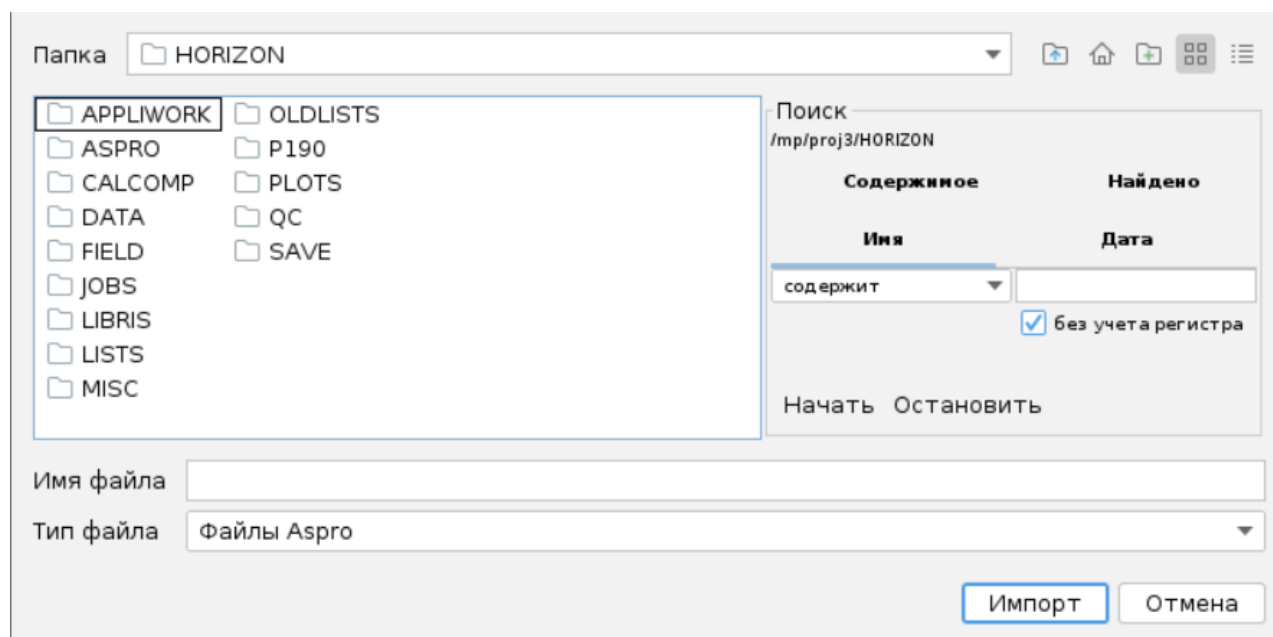 Папка HORIZON
APPLIWORK OLDLISTS
ASPRO P190
CALCOMP PLOTS
DATA QC
FIELD SAVE
JOBS
LIBRIS
LISTS
MISC
Поиск
/mp/proj3/HORIZON
Содержимое Найдено
Имя Дата
содержит
без учета регистра
Начать Остановить
Имя файла
Тип файла Файлы Aspro
Импорт Отмена